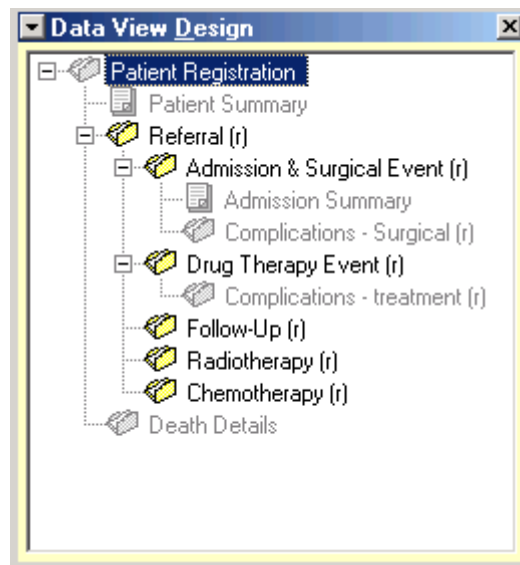 Data View Design
Patient Registration
Patient Summary
Referral (r)
Admission & Surgical Event (r)
Admission Summary
Complications - Surgical (r)
Drug Therapy Event (r)
Complications - treatment (r)
Follow-Up (r)
Radiotherapy (r)
Chemotherapy (r)
Death Details